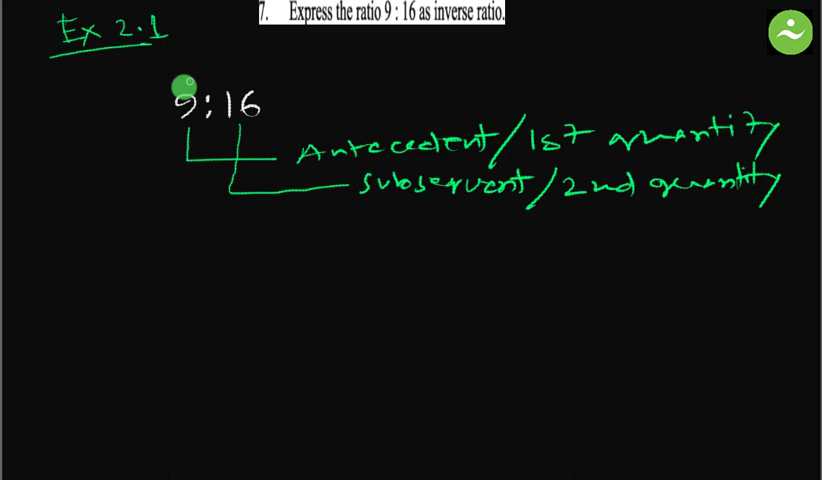 7. Express the ratio 9 : 16 as inverse ratio.
Ex 2.1
9:16
Antecedent/1st quantity
subsequent/2nd quantity